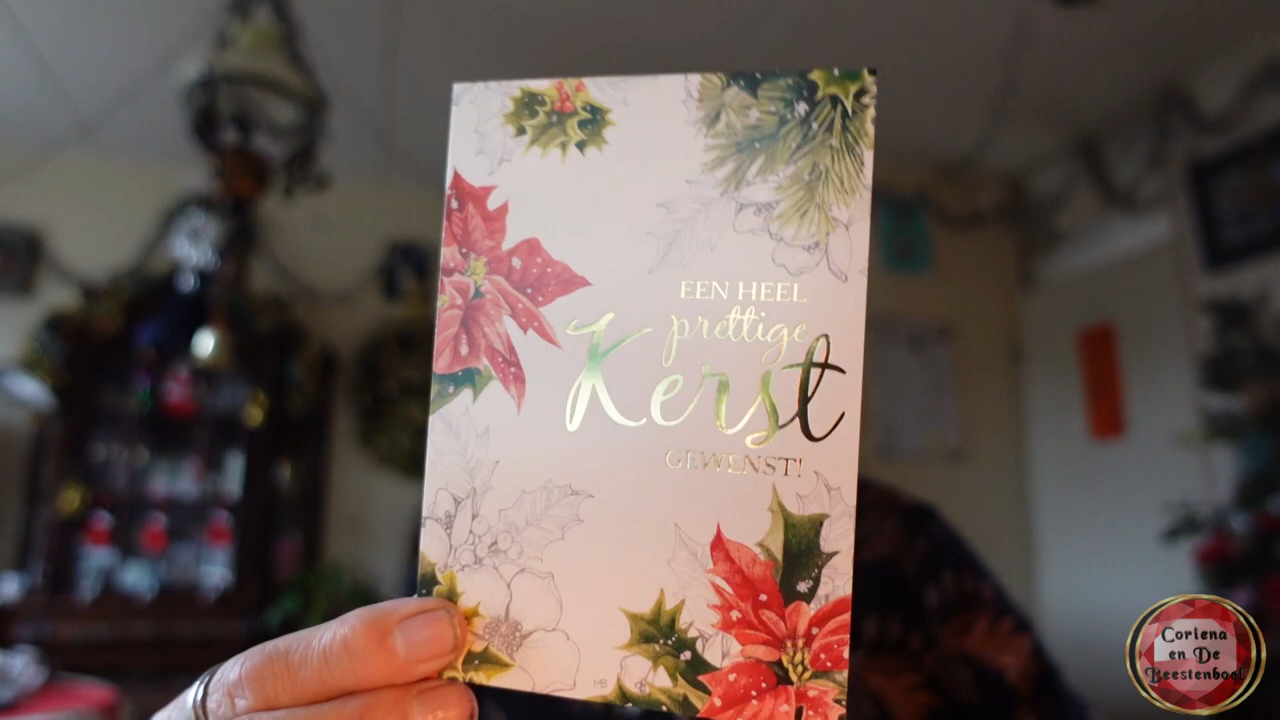 EEN HEEL
prettige
Kerst
GEWENST!
MB
Corlena
en De
Beestenboel